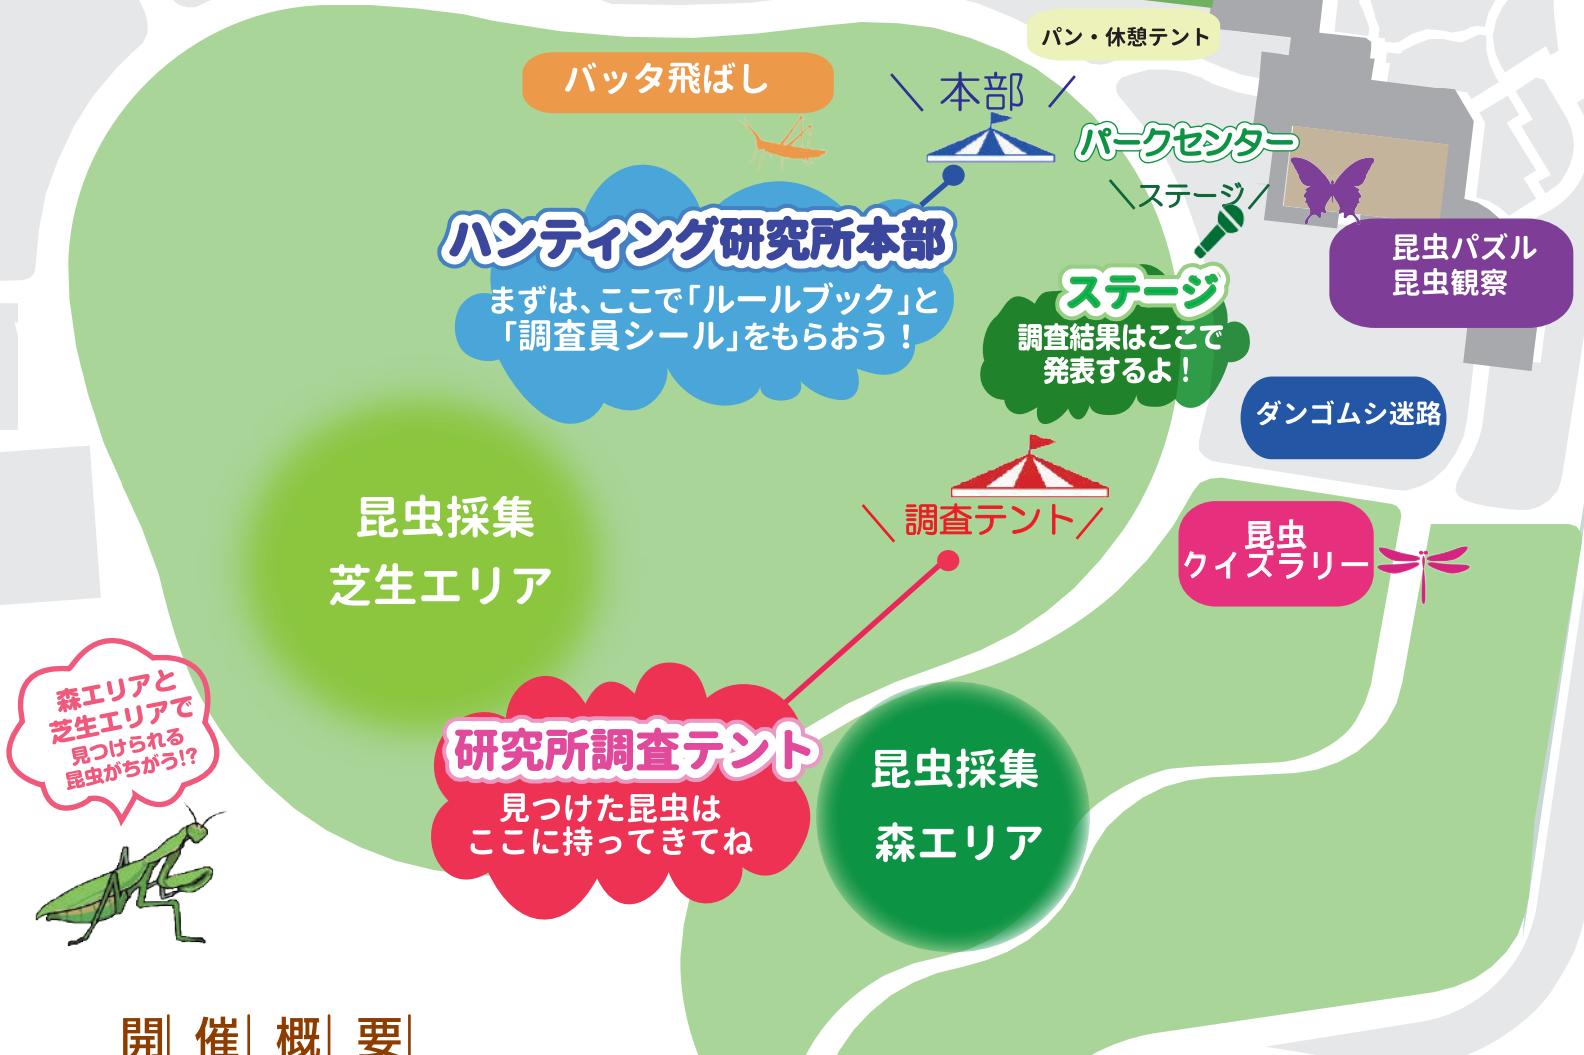 パン・休憩テント
バッタ飛ばし
本部
パークセンター
ステージ
ハンティング研究所本部
まずは、ここで「ルールブック」と
「調査員シール」をもらおう！
昆虫パズル
昆虫観察
ステージ
調査結果はここで
発表するよ！
ダンゴムシ迷路
昆虫採集
芝生エリア
調査テント
昆虫
クイズラリー
森エリアと
芝生エリアで
見つけられる
昆虫がちがう!?
研究所調査テント
見つけた昆虫は
ここに持ってきてね
昆虫採集
森エリア
開催概要